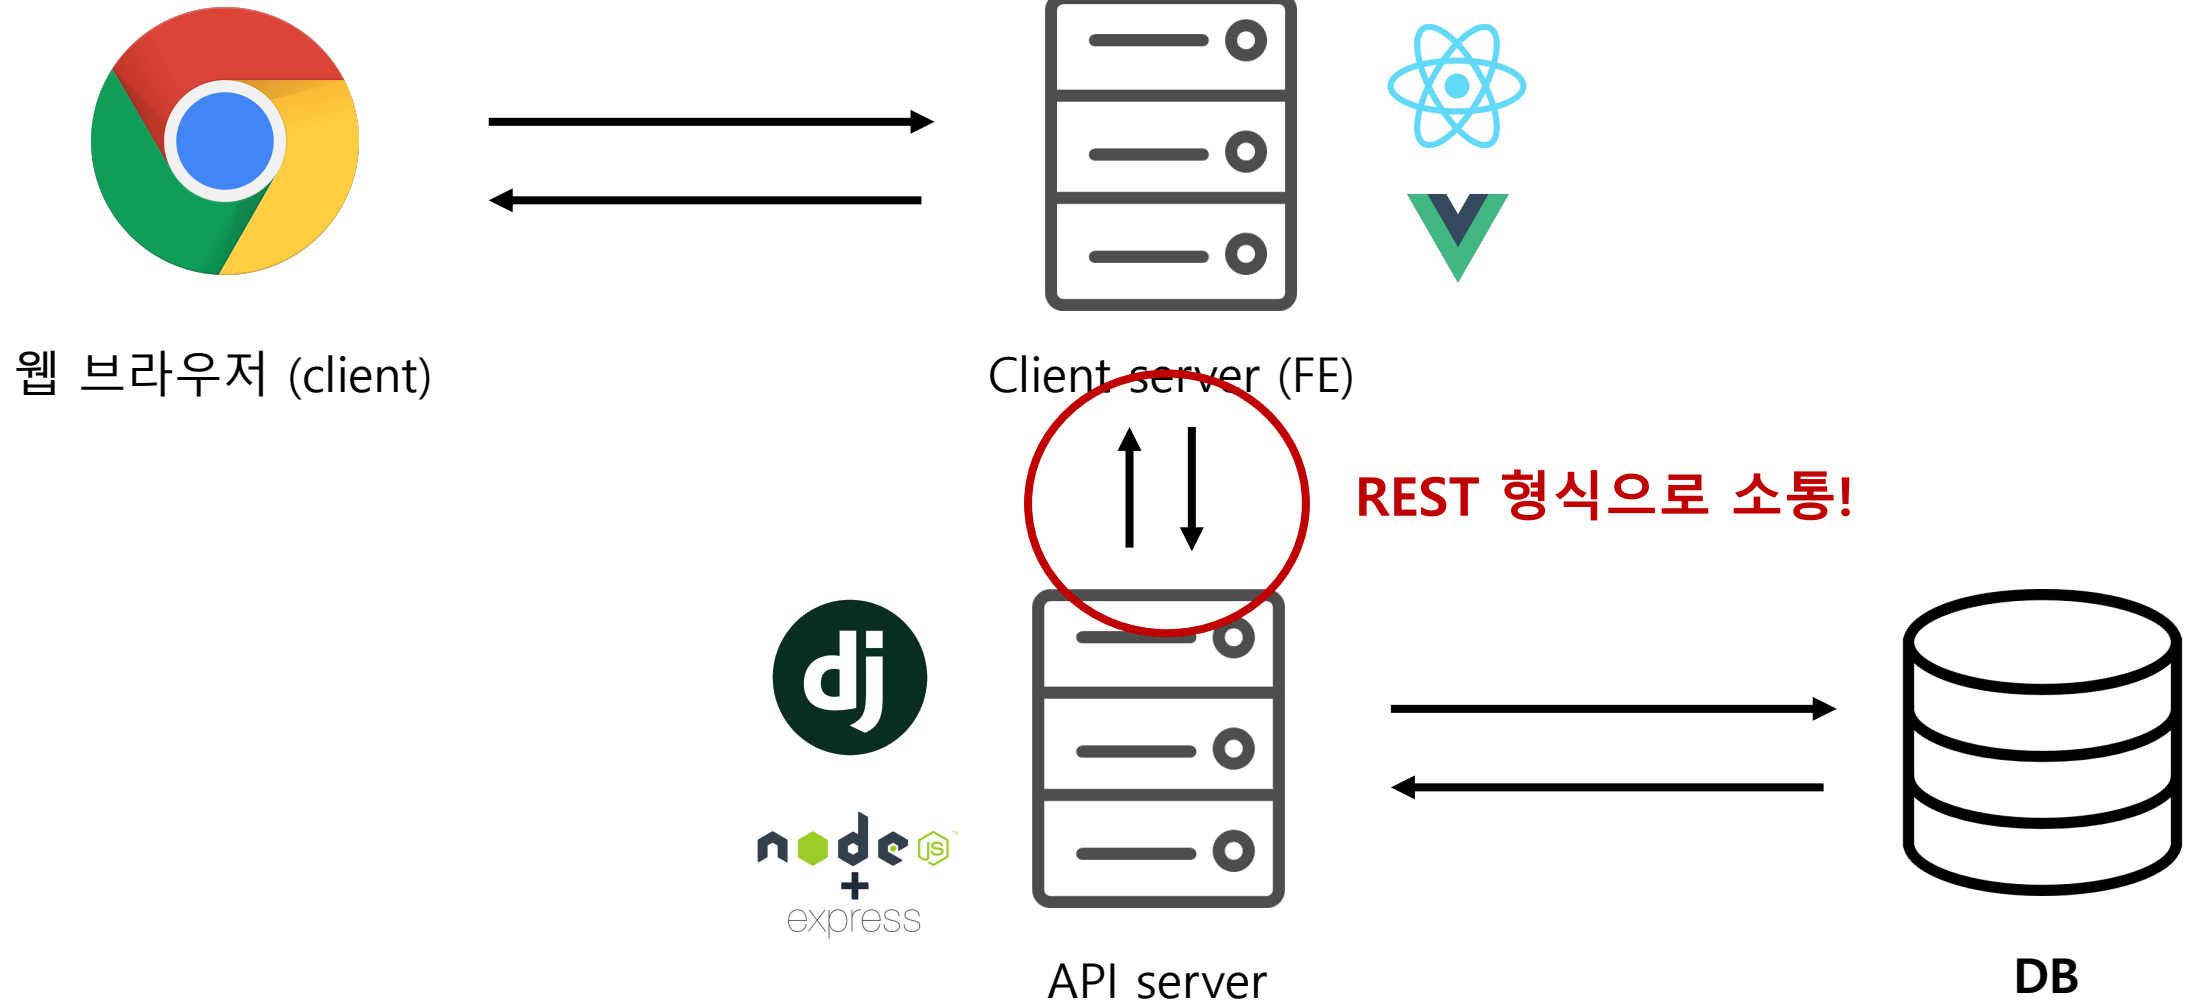 웹 브라우저 (client)
Client server (FE)
REST 형식으로 소통!
dj
node
JS
™
+
express
API server
DB